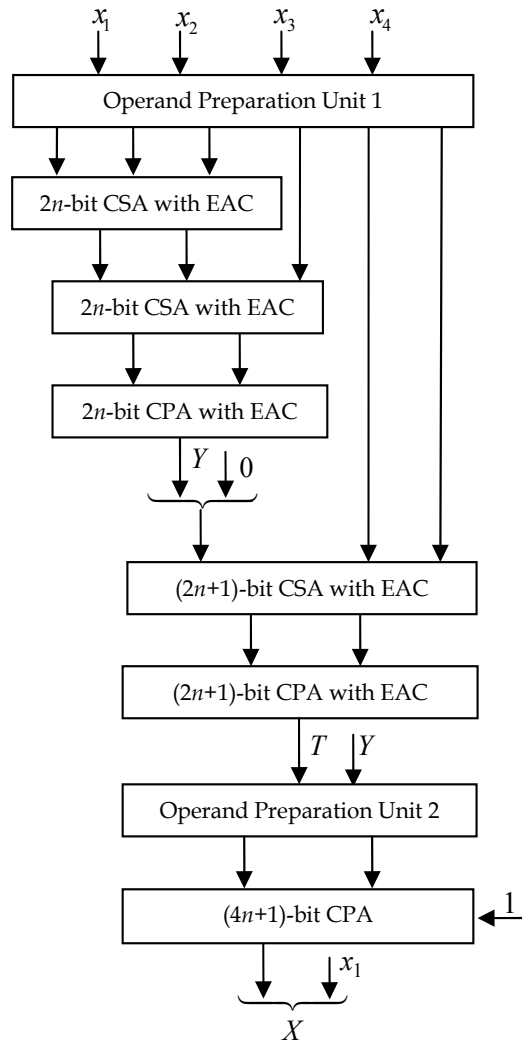 x₁ x₂ x₃ x₄
Operand Preparation Unit 1
2n-bit CSA with EAC
2n-bit CSA with EAC
2n-bit CPA with EAC
Y 0
(2n+1)-bit CSA with EAC
(2n+1)-bit CPA with EAC
T Y
Operand Preparation Unit 2
(4n+1)-bit CPA 1
x₁
X